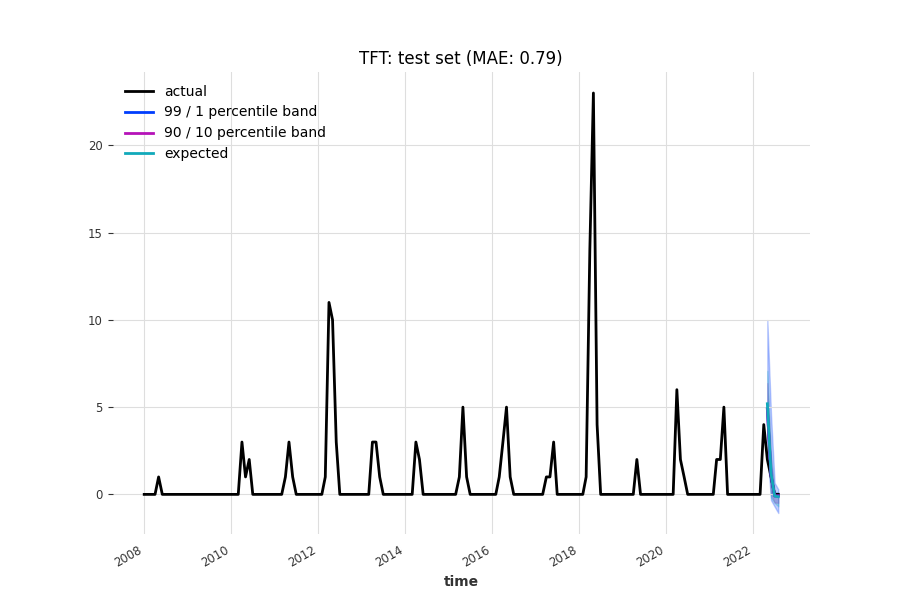 TFT: test set (MAE: 0.79)
actual
99 / 1 percentile band
90 / 10 percentile band
expected
20
15
10
5
0
2008
2010
2012
2014
2016
2018
2020
2022
time